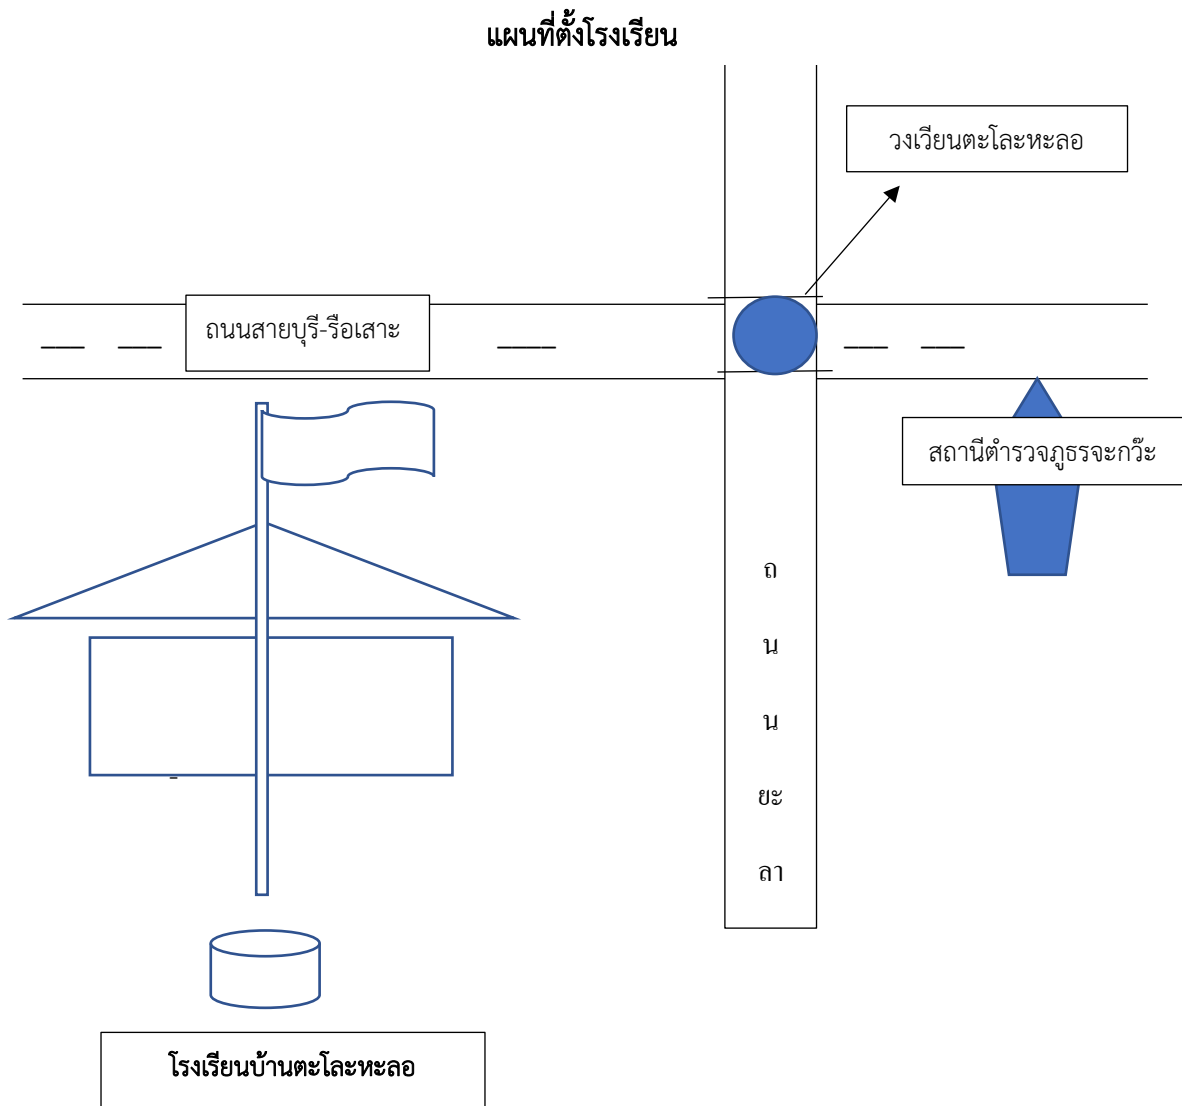 แผนที่ตั้งโรงเรียน
วงเวียนตะโละหะลอ
ถนนสายบุรี-รือเสาะ
สถานีตำรวจภูธรจะกว๊ะ
ถ
น
น
ยะ
ลา
โรงเรียนบ้านตะโละหะลอ